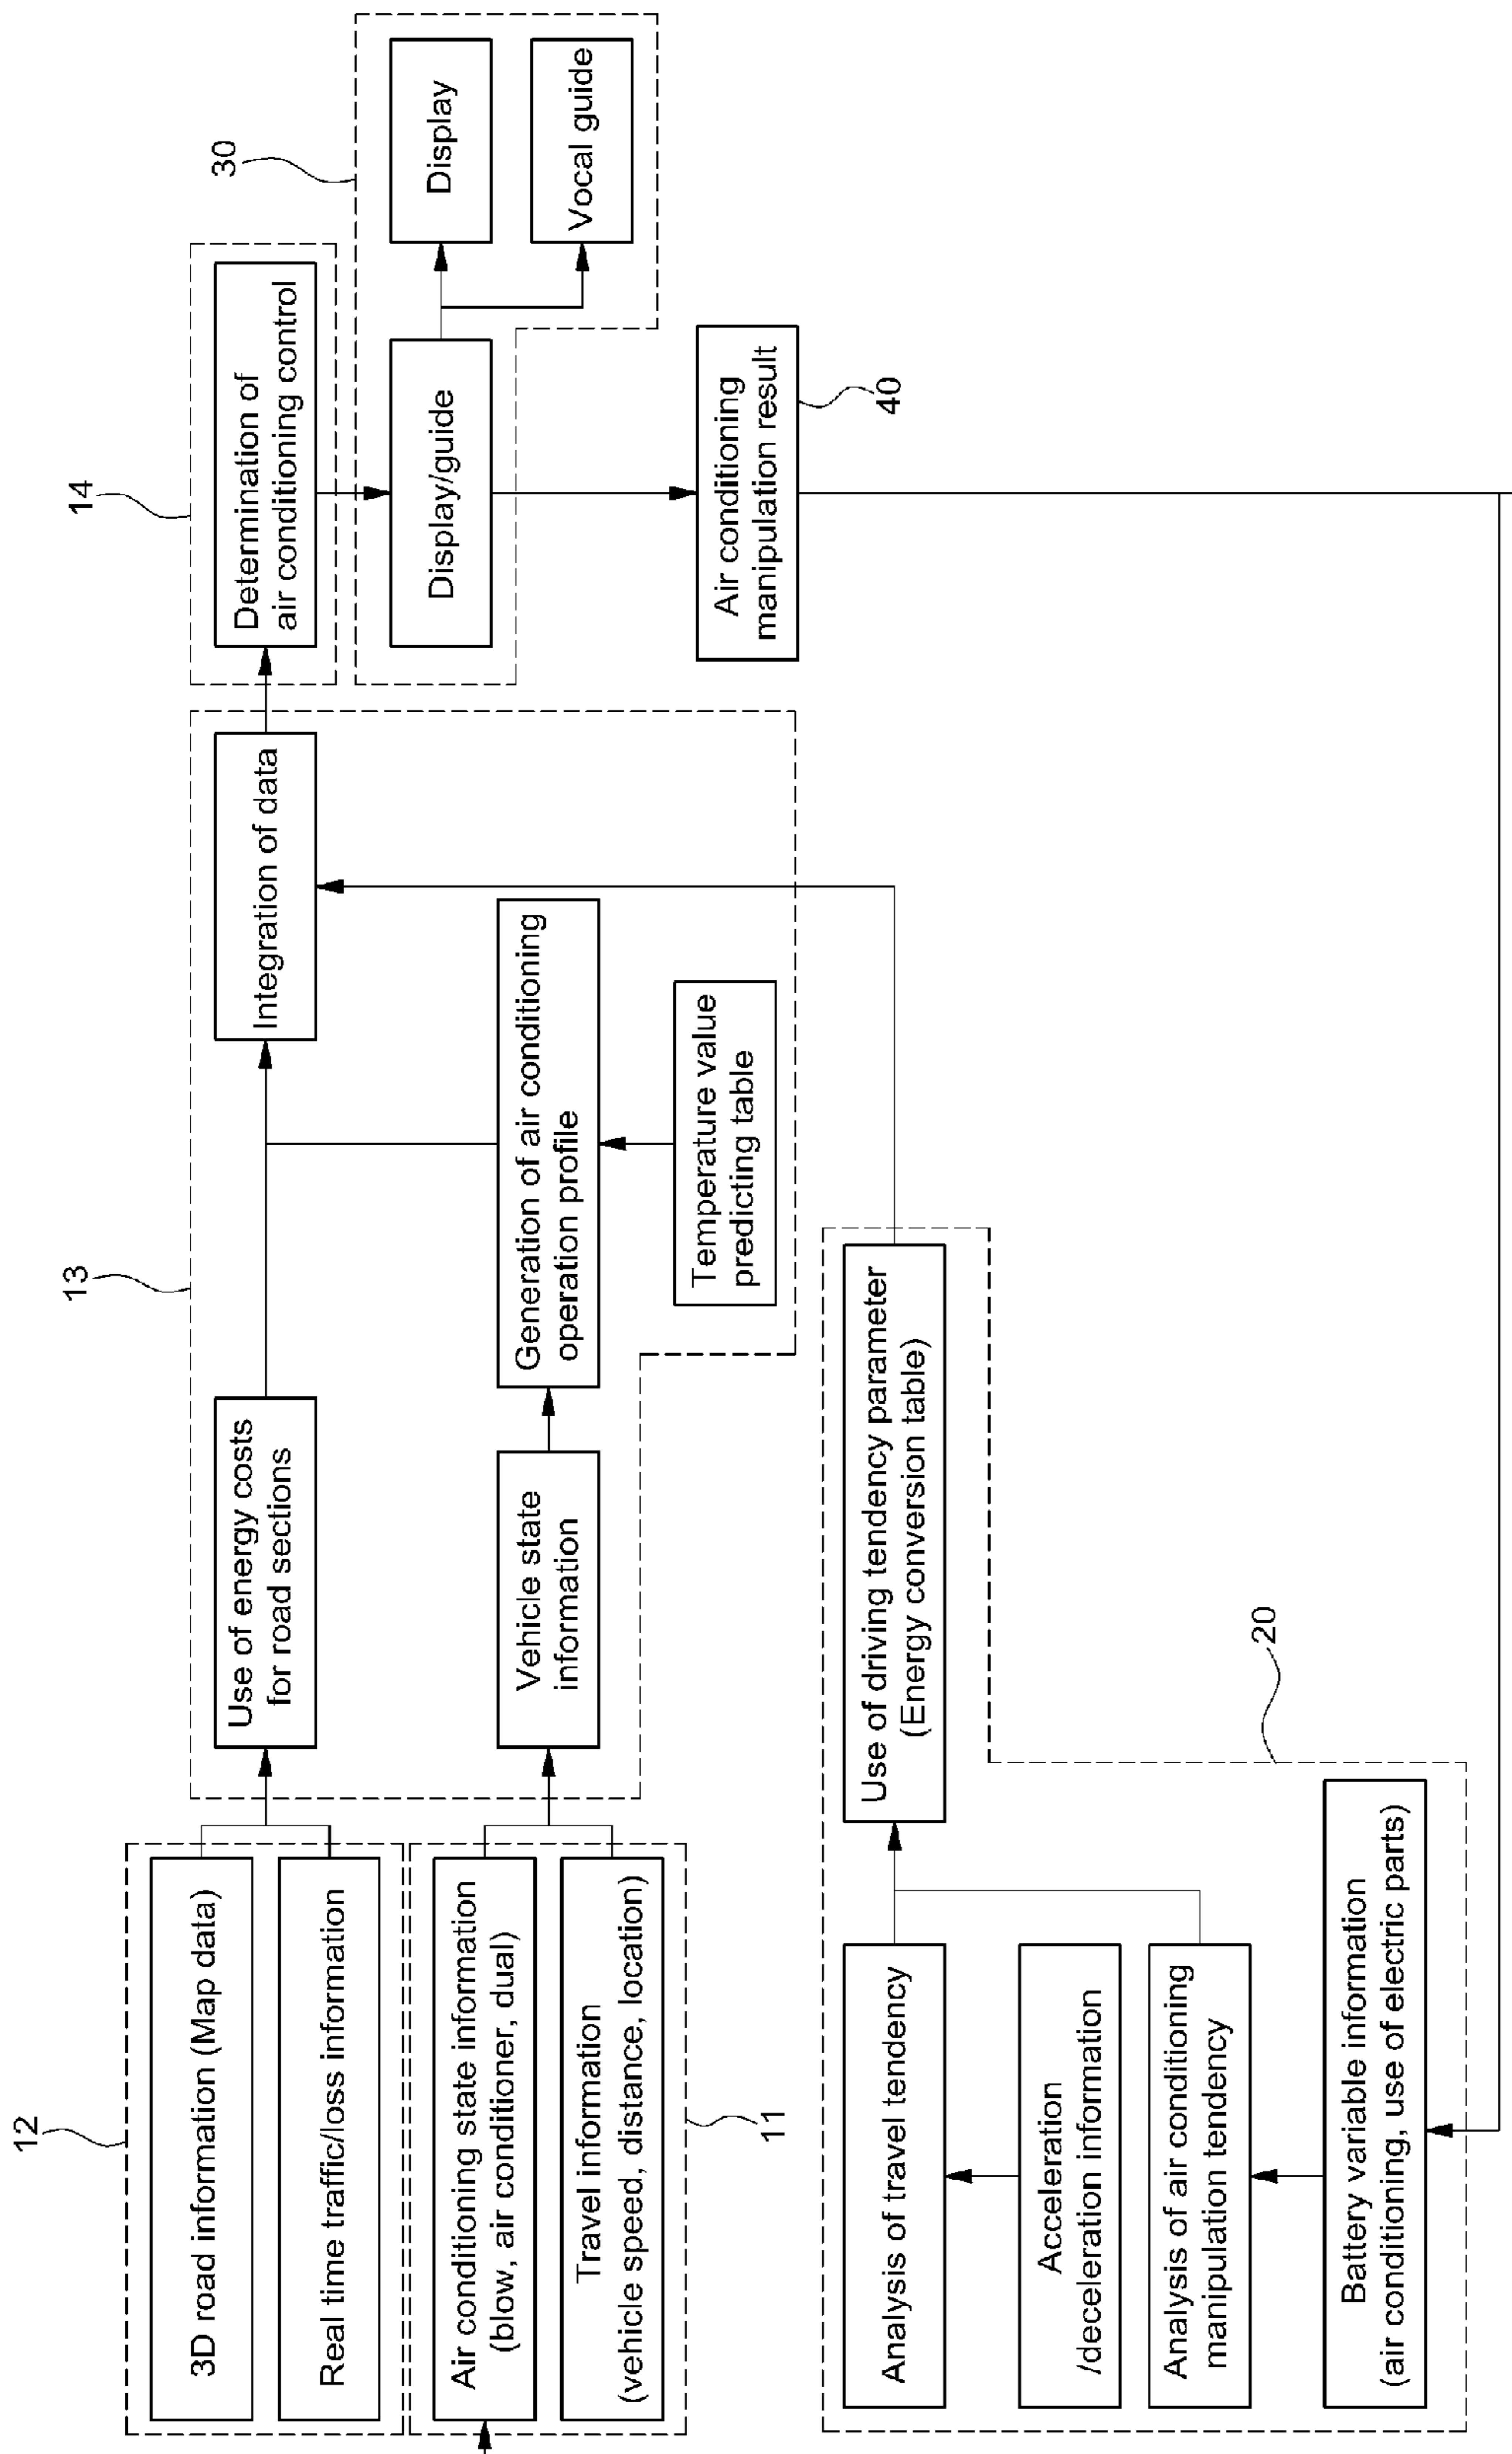 12
3D road information (Map data)
Real time traffic/loss information
Air conditioning state information
(blow, air conditioner, dual)
Travel information
(vehicle speed, distance, location)
11
13
Use of energy costs
for road sections
Vehicle state
information
Generation of air conditioning
operation profile
Temperature value
predicting table
Integration of data
14
Determination of
air conditioning control
30
Display/guide
Display
Vocal guide
Air conditioning
manipulation result
40
Analysis of travel tendency
Acceleration
/deceleration information
Analysis of air conditioning
manipulation tendency
Battery variable information
(air conditioning, use of electric parts)
Use of driving tendency parameter
(Energy conversion table)
20